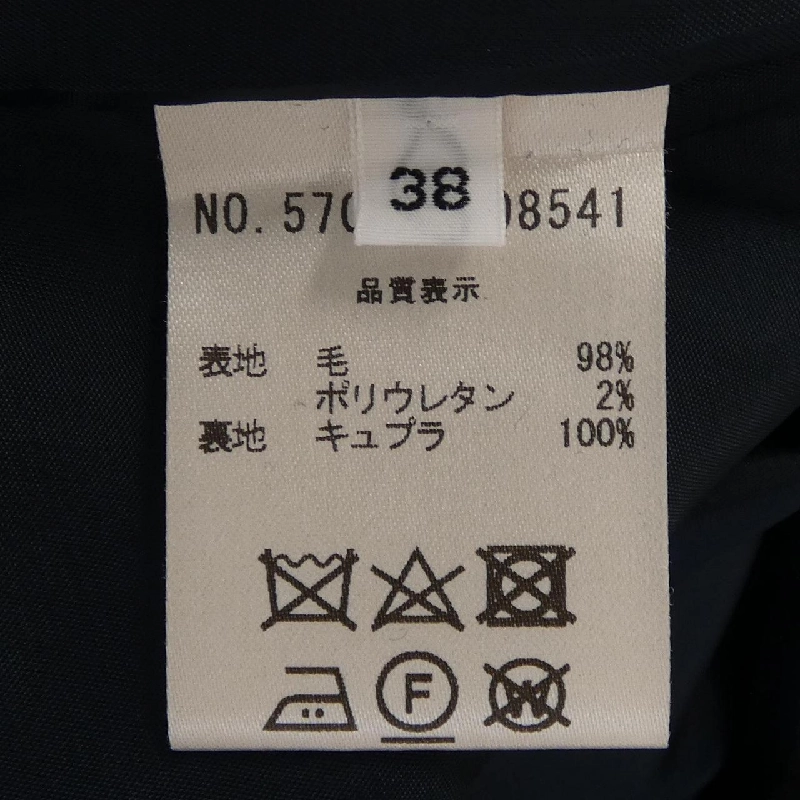 38
NO. 570 08541
品質表示
表地 毛 98%
ポリウレタン 2%
裏地 キュプラ 100%
F
W